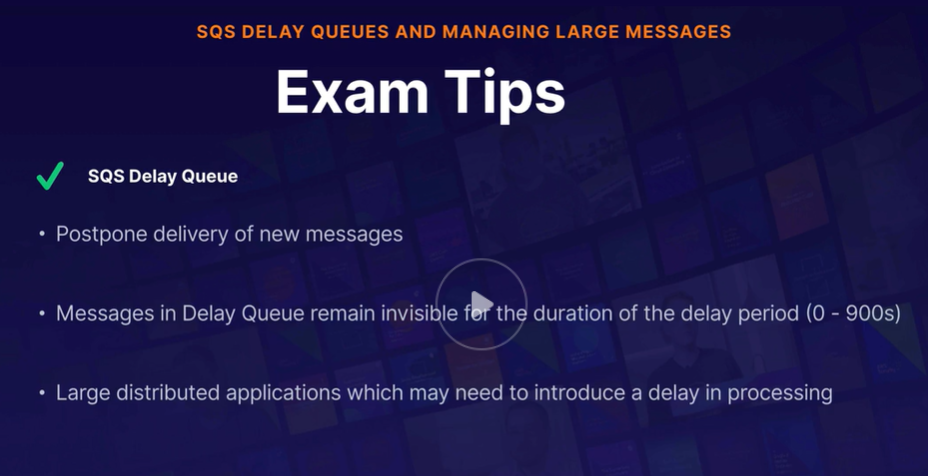 SQS DELAY QUEUES AND MANAGING LARGE MESSAGES
Exam Tips
SQS Delay Queue
• Postpone delivery of new messages
• Messages in Delay Queue remain invisible for the duration of the delay period (0 - 900s)
• Large distributed applications which may need to introduce a delay in processing